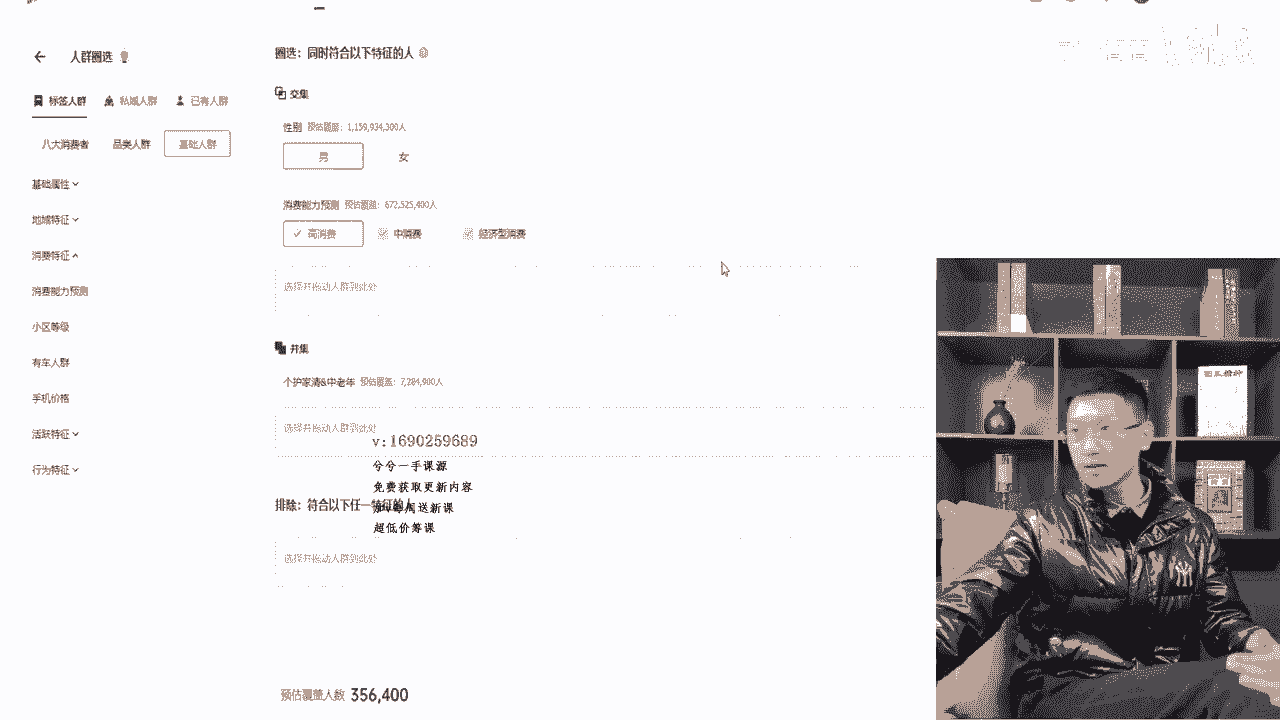 人群圈选
标签人群 私域人群 已有人群
八大消费者 品类人群 基础人群
基础属性
地域特征
消费特征
消费能力预测
小区等级
有车人群
手机价格
活跃特征
行为特征
圈选：同时符合以下特征的人
交集
性别 预估覆盖：1,159,934,300人
男 女
消费能力预测 预估覆盖：672,525,400人
高消费 中消费 经济型消费
选择并拖动人群到此处
并集
个护家清&中老年 预估覆盖：7,284,900人
选择并拖动人群到此处
v:1690259689
兮兮一手课源
免费获取更新内容
排除：符合以下任一特征的人
周送新课
超低价筹课
选择并拖动人群到此处
预估覆盖人数 356,400